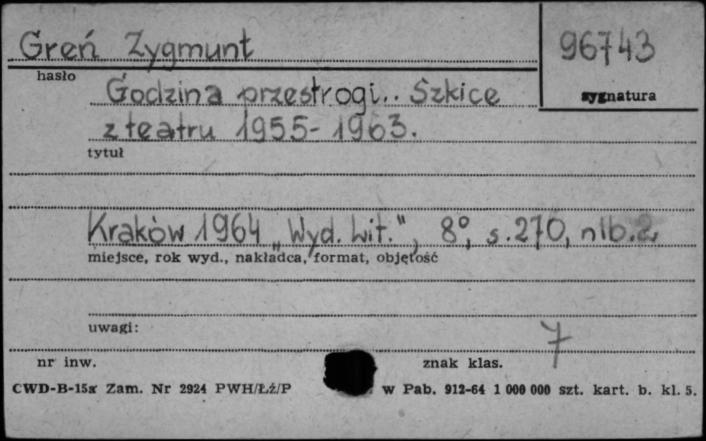 Greń Zygmunt
96743
hasło
sygnatura
Godzina przestrogi.. Szkice
z teatru 1955-1963.
tytuł
Kraków 1964 „Wyd. Lit.", 8°, s. 270, nlb. 2
miejsce, rok wyd., nakładca, format, objętość
uwagi:
7
nr inw.
znak klas.
CWD-B-15a Zam. Nr 2924 PWH/Łź/P w Pab. 912-64 1 000 000 szt. kart. b. kl. 5.